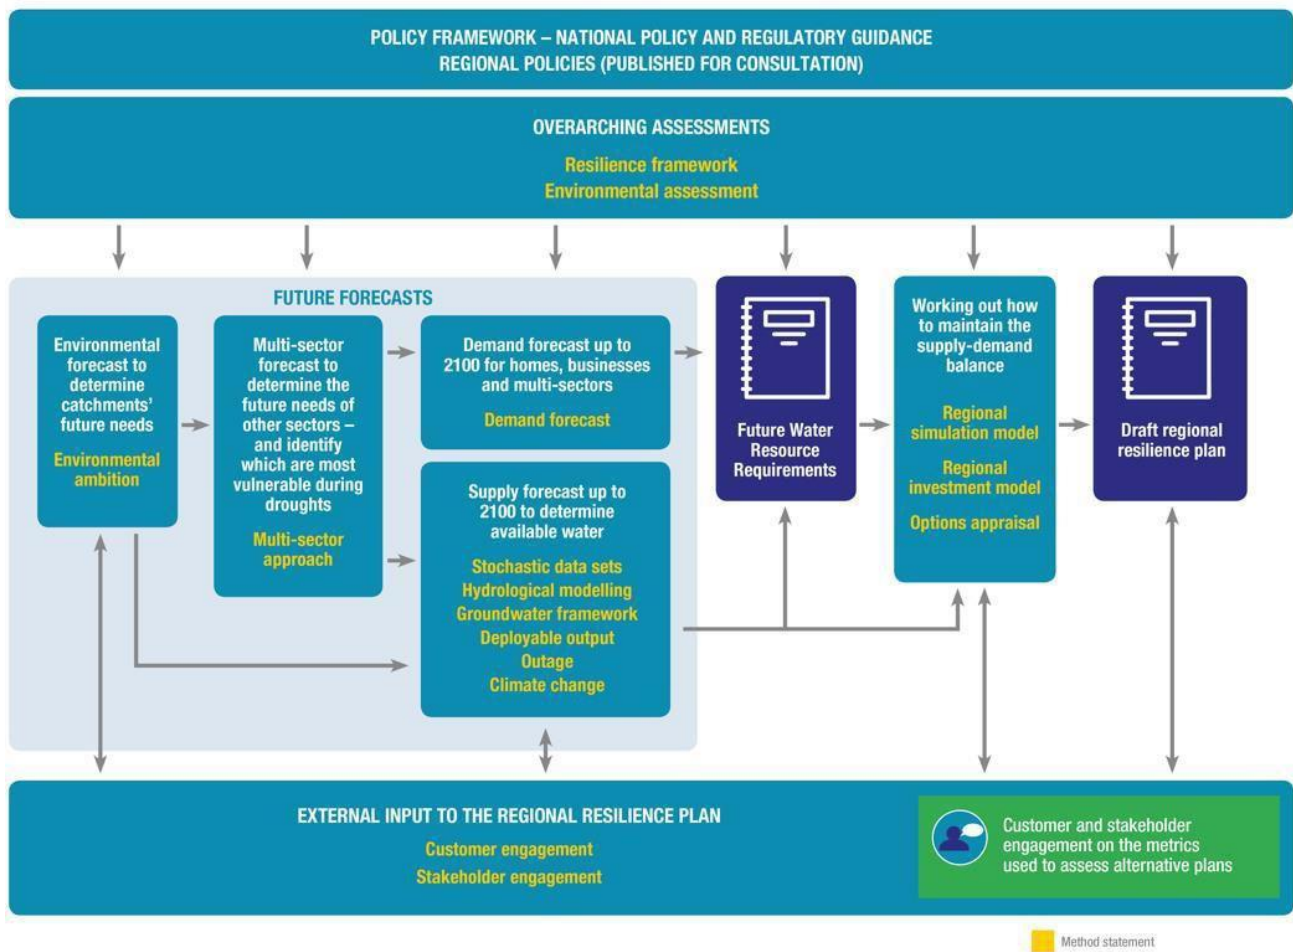 POLICY FRAMEWORK – NATIONAL POLICY AND REGULATORY GUIDANCE
REGIONAL POLICIES (PUBLISHED FOR CONSULTATION)
OVERARCHING ASSESSMENTS
Resilience framework
Environmental assessment
FUTURE FORECASTS
Environmental
forecast to
determine
catchments’
future needs
Environmental
ambition
Multi-sector
forecast to
determine the
future needs of
other sectors –
and identify
which are most
vulnerable during
droughts
Multi-sector
approach
Demand forecast up to
2100 for homes, businesses
and multi-sectors
Demand forecast
Supply forecast up to
2100 to determine
available water
Stochastic data sets
Hydrological modelling
Groundwater framework
Deployable output
Outage
Climate change
Future Water
Resource
Requirements
Working out how
to maintain the
supply-demand
balance
Regional
simulation model
Regional
investment model
Options appraisal
Draft regional
resilience plan
EXTERNAL INPUT TO THE REGIONAL RESILIENCE PLAN
Customer engagement
Stakeholder engagement
Customer and stakeholder
engagement on the metrics
used to assess alternative plans
Method statement